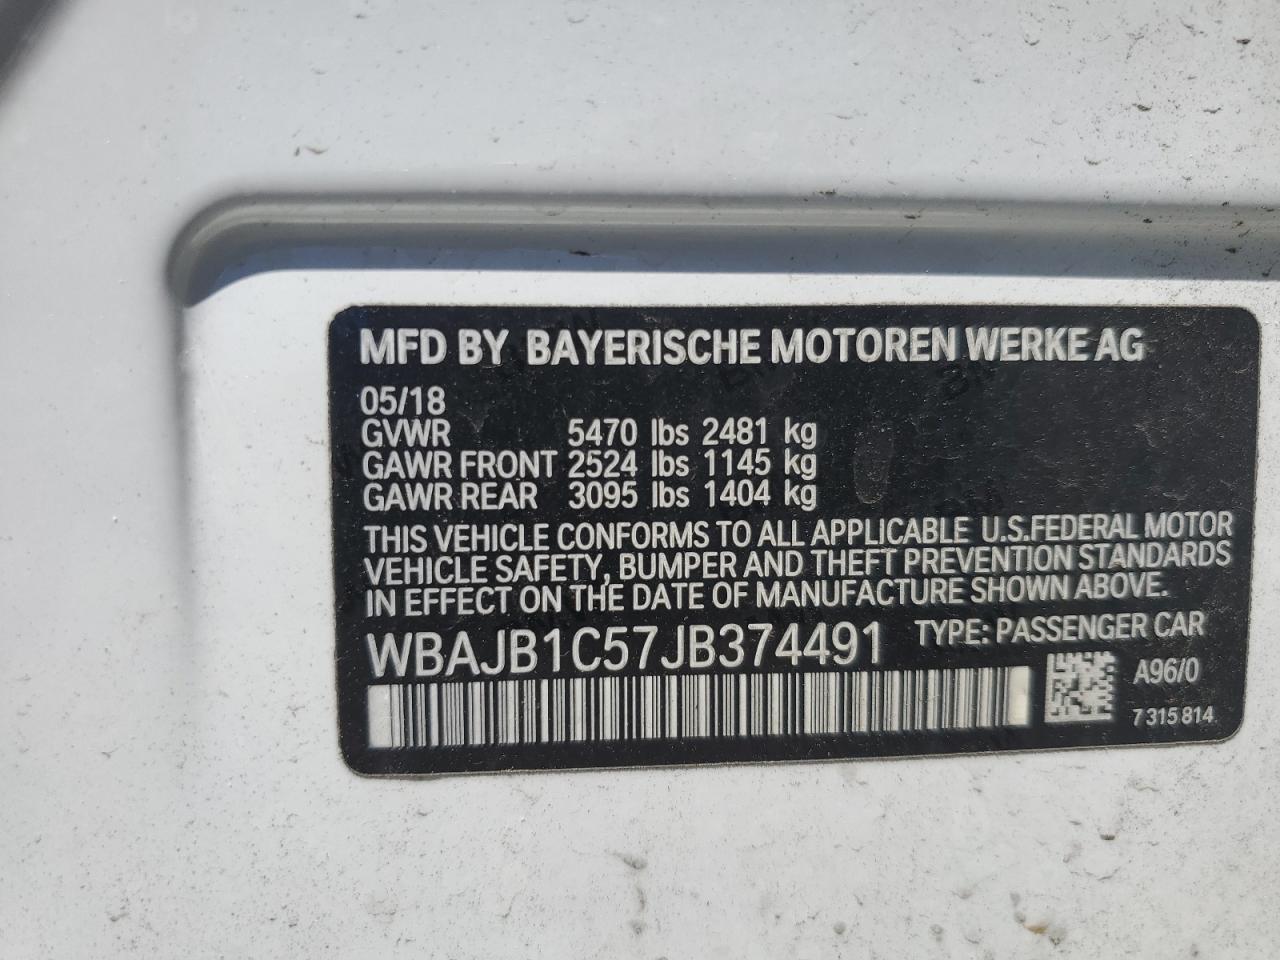 MFD BY BAYERISCHE MOTOREN WERKE AG
05/18
GVWR 5470 lbs 2481 kg
GAWR FRONT 2524 lbs 1145 kg
GAWR REAR 3095 lbs 1404 kg
THIS VEHICLE CONFORMS TO ALL APPLICABLE U.S.FEDERAL MOTOR
VEHICLE SAFETY, BUMPER AND THEFT PREVENTION STANDARDS
IN EFFECT ON THE DATE OF MANUFACTURE SHOWN ABOVE.
WBAJB1C57JB374491 TYPE: PASSENGER CAR
A96/0
7 315 814